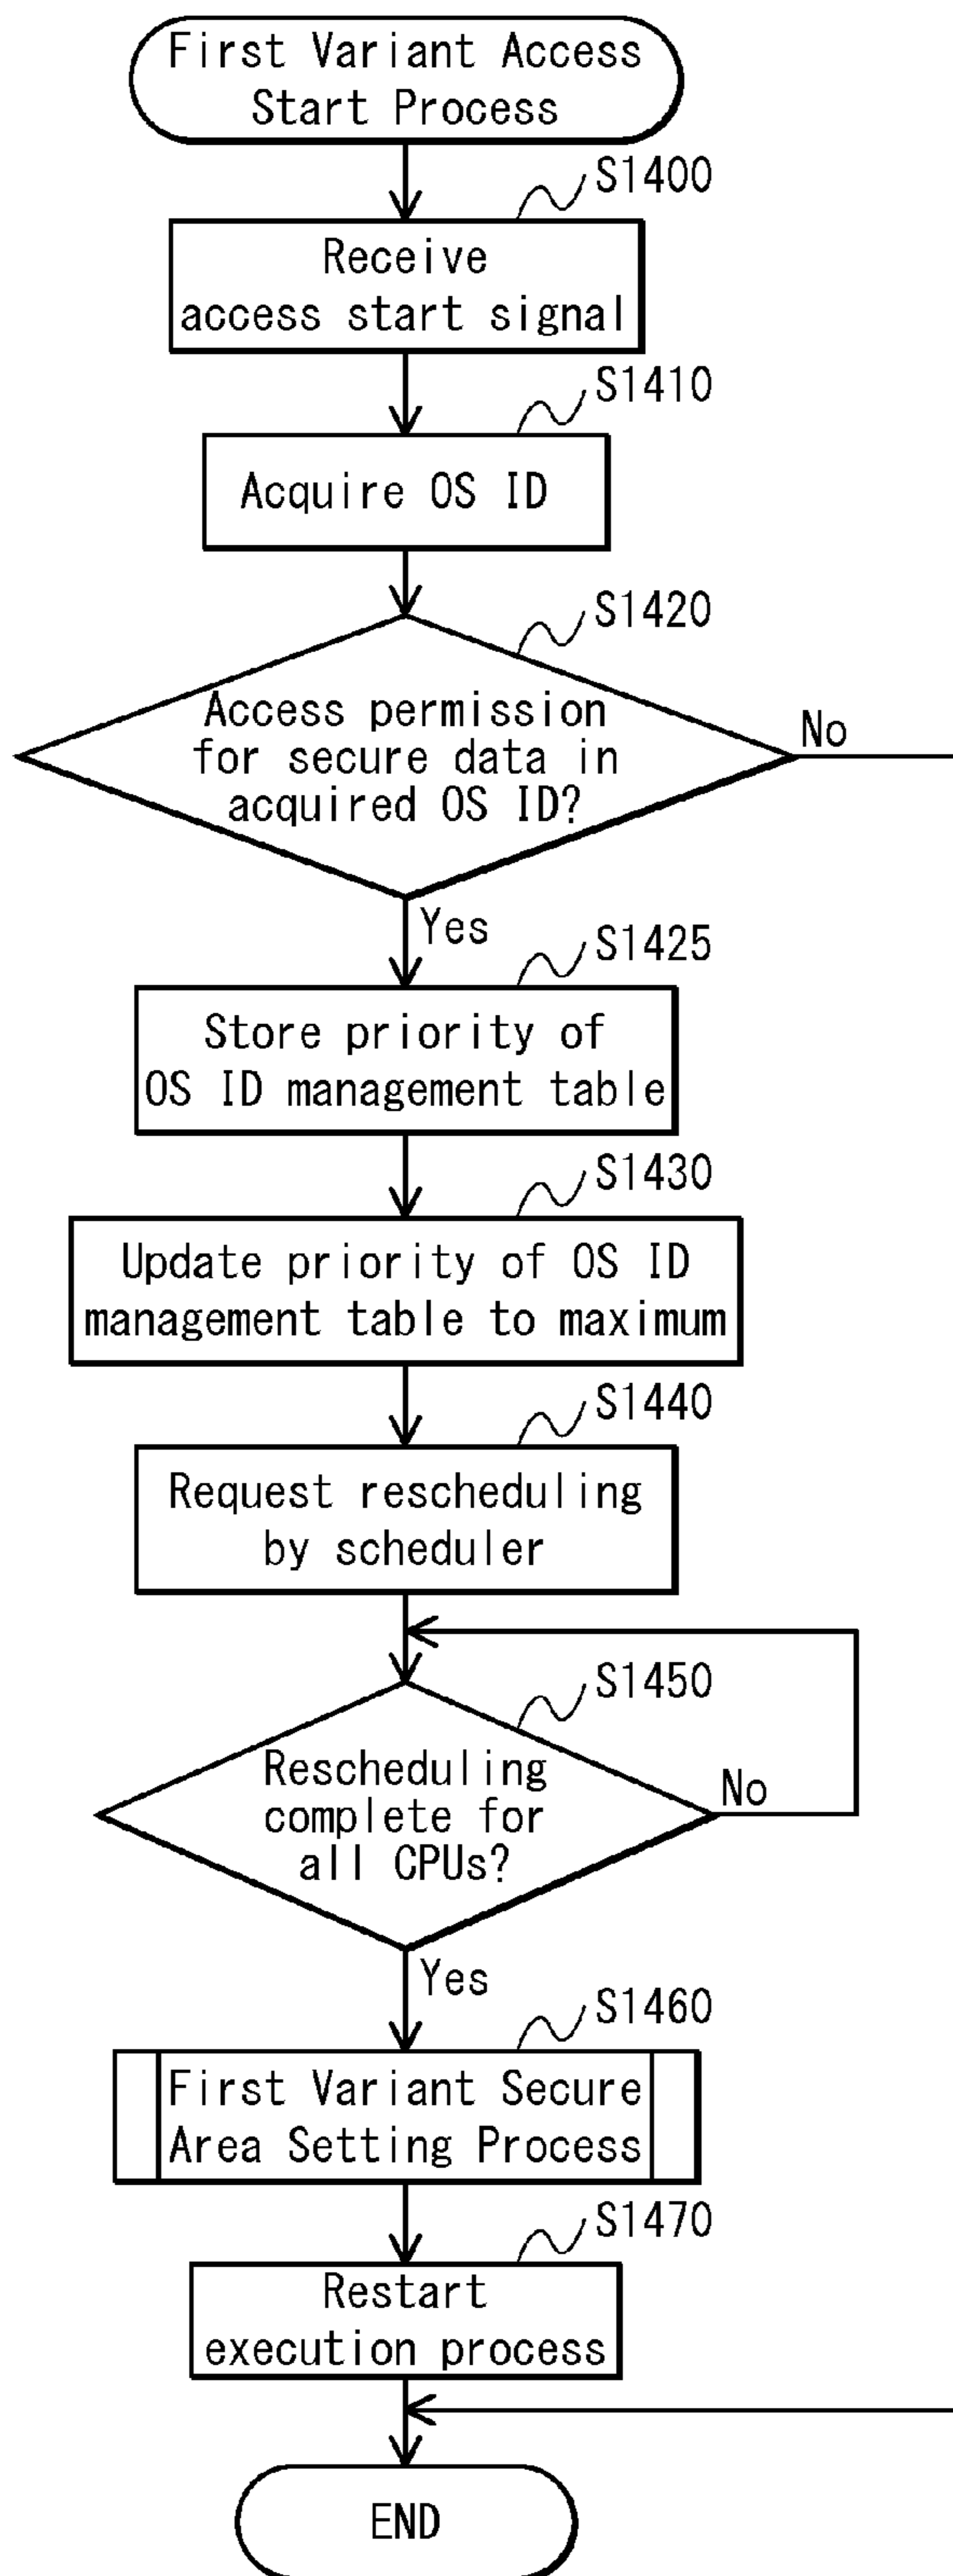 First Variant Access
Start Process
S1400
Receive
access start signal
S1410
Acquire OS ID
S1420
Access permission
for secure data in
acquired OS ID?
No
Yes
S1425
Store priority of
OS ID management table
S1430
Update priority of OS ID
management table to maximum
S1440
Request rescheduling
by scheduler
S1450
Rescheduling
complete for
all CPUs?
No
Yes
S1460
First Variant Secure
Area Setting Process
S1470
Restart
execution process
END